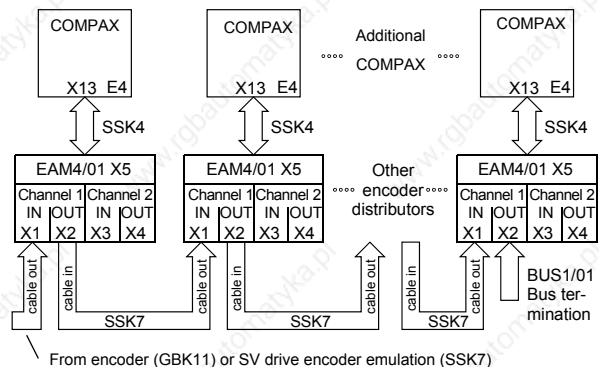 COMPAX COMPAX Additional COMPAX COMPAX
X13 E4 X13 E4 X13 E4
SSK4 SSK4 SSK4
EAM4/01 X5 EAM4/01 X5 Other encoder distributors EAM4/01 X5
Channel 1 Channel 2 Channel 1 Channel 2 Channel 1 Channel 2
IN OUT IN OUT IN OUT IN OUT IN OUT IN OUT
X1 X2 X3 X4 X1 X2 X3 X4 X1 X2 X3 X4
cable out cable in cable out cable in cable out
BUS1/01
Bus ter-
mination
SSK7 SSK7 SSK7
From encoder (GBK11) or SV drive encoder emulation (SSK7)